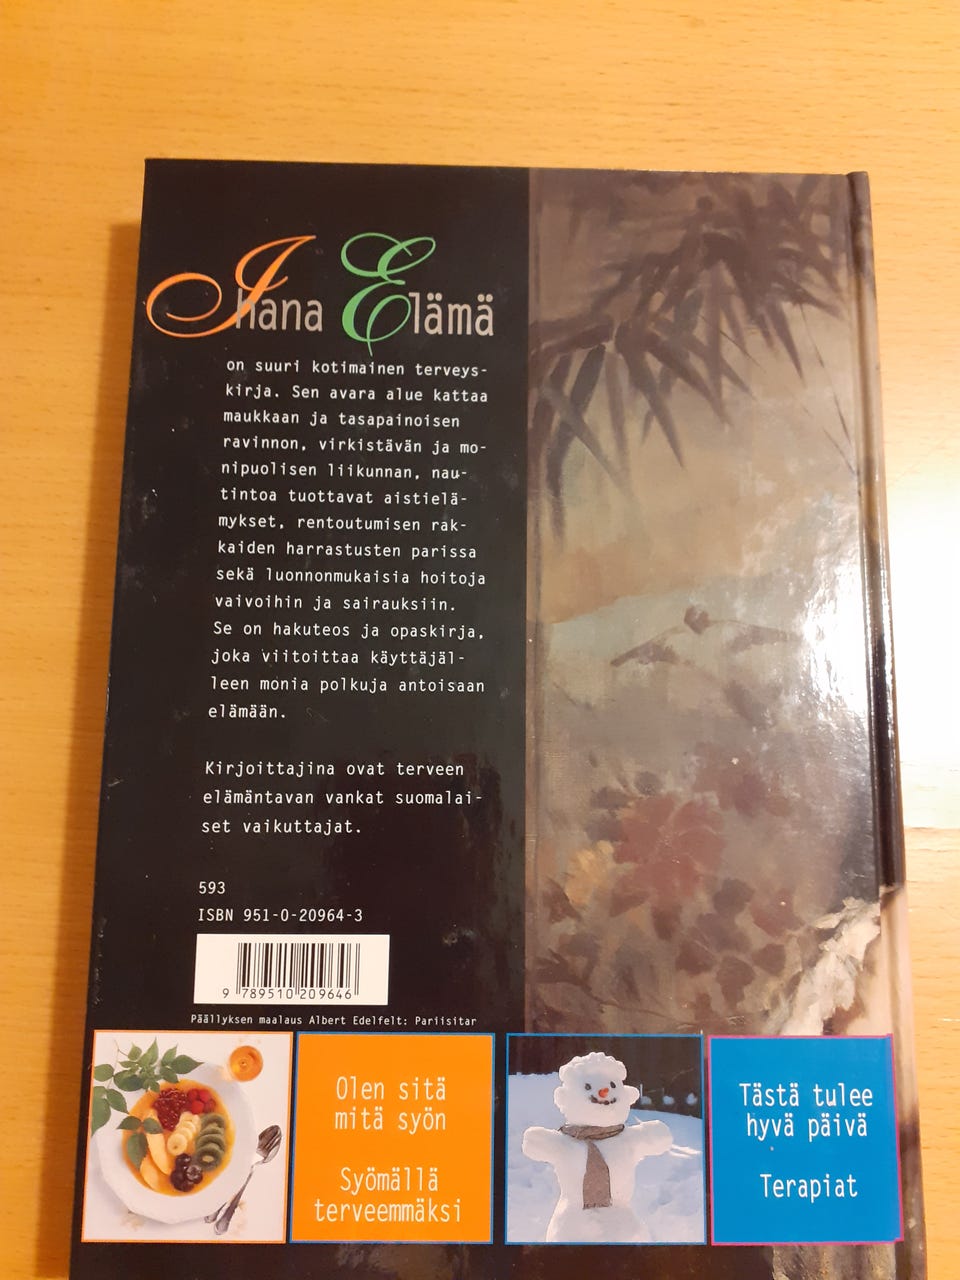 Ihana Elämä
on suuri kotimainen terveys-
kirja. Sen avara alue kattaa
maukkaan ja tasapainoisen
ravinnon, virkistävän ja mo-
nipuolisen liikunnan, nau-
tintoa tuottavat aistielä-
mykset, rentoutumisen rak-
kaiden harrastusten parissa
sekä luonnonmukaisia hoitoja
vaivoihin ja sairauksiin.
Se on hakuteos ja opaskirja,
joka viitoittaa käyttäjäl-
leen monia polkuja antoisaan
elämään.
Kirjoittajina ovat terveen
elämäntavan vankat suomalai-
set vaikuttajat.
593
ISBN 951-0-20964-3
9 789510 209646
Päällyksen maalaus Albert Edelfelt: Pariisitar
Olen sitä
mitä syön
Syömällä
terveemmäksi
Tästä tulee
hyvä päivä
Terapiat